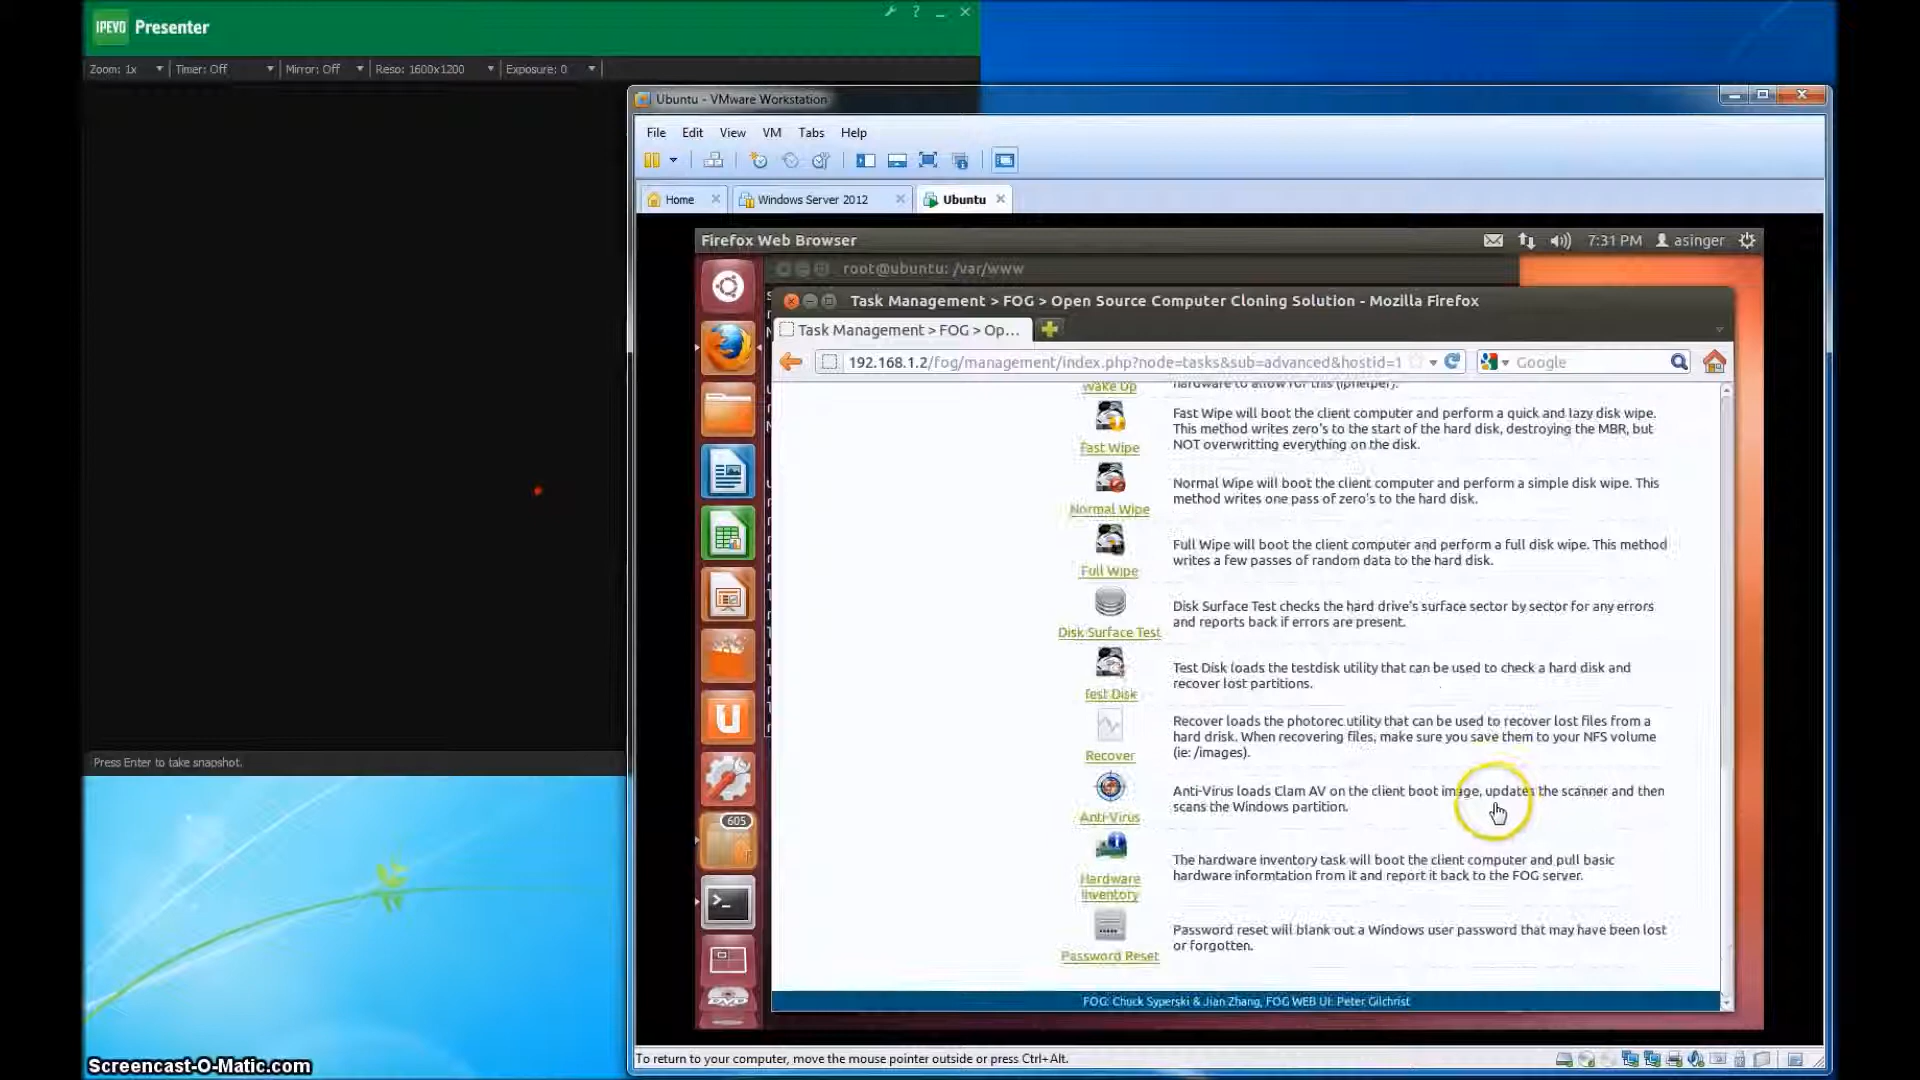 IPEVO Presenter
Zoom: 1x Timer: Off Mirror: Off Reso: 1600x1200 Exposure: 0
Ubuntu - VMware Workstation
File Edit View VM Tabs Help
Home Windows Server 2012 Ubuntu
Firefox Web Browser 7:31 PM asinger
root@ubuntu: /var/www
Task Management > FOG > Open Source Computer Cloning Solution - Mozilla Firefox
Task Management > FOG > Op...
192.168.1.2/fog/management/index.php?node=tasks&sub=advanced&hostid=1 Google
Wake Up
Fast Wipe will boot the client computer and perform a quick and lazy disk wipe.
This method writes zero's to the start of the hard disk, destroying the MBR, but
NOT overwritting everything on the disk.
Fast Wipe
Normal Wipe will boot the client computer and perform a simple disk wipe. This
method writes one pass of zero's to the hard disk.
Normal Wipe
Full Wipe will boot the client computer and perform a full disk wipe. This method
writes a few passes of random data to the hard disk.
Full Wipe
Disk Surface Test checks the hard drive's surface sector by sector for any errors
and reports back if errors are present.
Disk Surface Test
Test Disk loads the testdisk utility that can be used to check a hard disk and
recover lost partitions.
Test Disk
Recover loads the photorec utility that can be used to recover lost files from a
hard drisk. When recovering files, make sure you save them to your NFS volume
(ie: /images).
Recover
Anti-Virus loads Clam AV on the client boot image, updates the scanner and then
scans the Windows partition.
Anti-Virus
605
The hardware inventory task will boot the client computer and pull basic
hardware informtation from it and report it back to the FOG server.
Hardware
Inventory
Password reset will blank out a Windows user password that may have been lost
or forgotten.
Password Reset
FOG: Chuck Syperski & Jian Zhang, FOG WEB UI: Peter Gilchrist
Press Enter to take snapshot.
To return to your computer, move the mouse pointer outside or press Ctrl+Alt.
Screencast-O-Matic.com